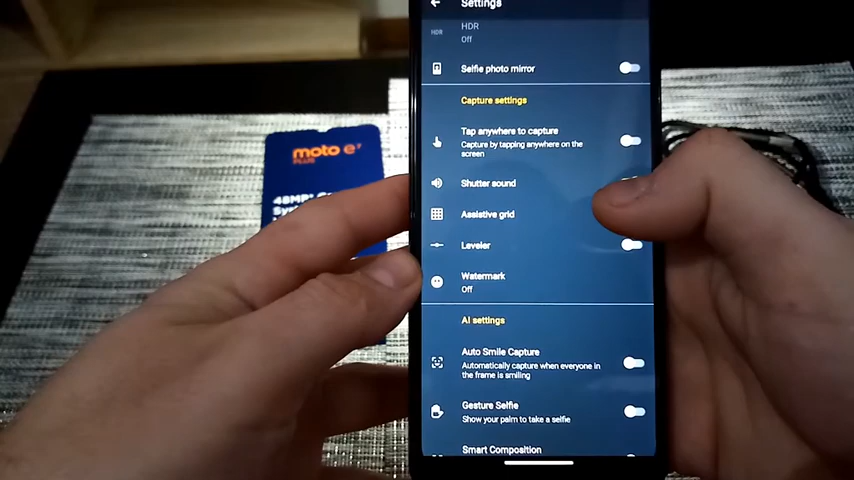 Settings
HDR
HDR
Off
Selfie photo mirror
Capture settings
Tap anywhere to capture
Capture by tapping anywhere on the
screen
Shutter sound
Assistive grid
Leveler
Watermark
Off
AI settings
Auto Smile Capture
Automatically capture when everyone in
the frame is smiling
Gesture Selfie
Show your palm to take a selfie
Smart Composition
moto e7
PLUS
48MP